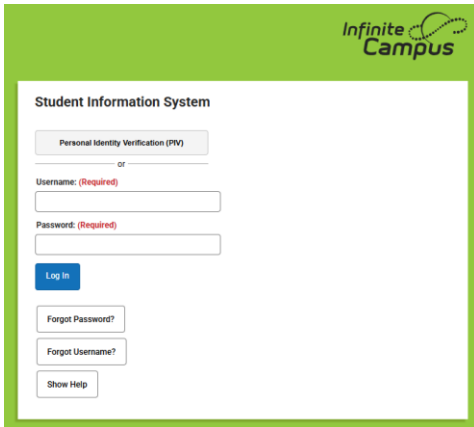 Infinite
Campus
Student Information System
Personal Identity Verification (PIV)
or
Username: (Required)
Password: (Required)
Log In
Forgot Password?
Forgot Username?
Show Help